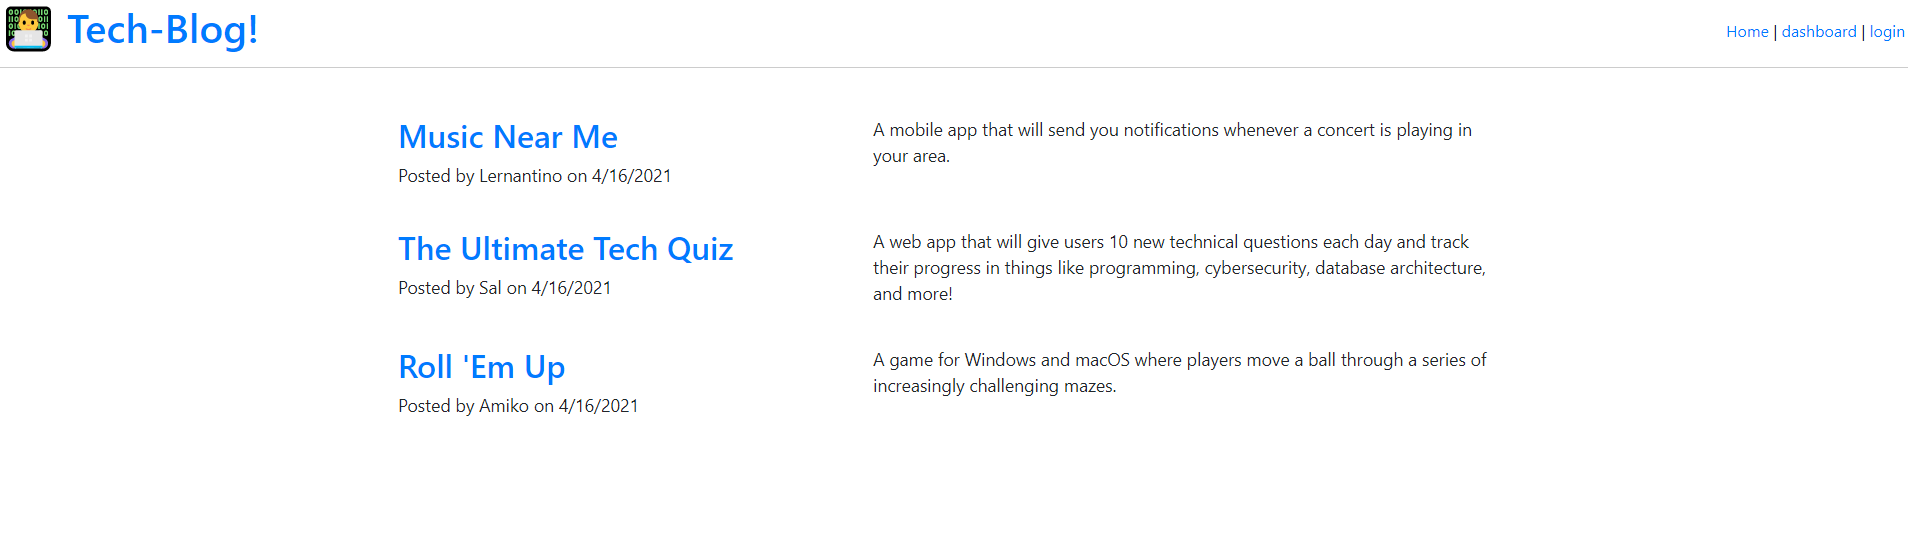 Tech-Blog!
Home | dashboard | login
Music Near Me
Posted by Lernantino on 4/16/2021
A mobile app that will send you notifications whenever a concert is playing in
your area.
The Ultimate Tech Quiz
Posted by Sal on 4/16/2021
A web app that will give users 10 new technical questions each day and track
their progress in things like programming, cybersecurity, database architecture,
and more!
Roll 'Em Up
Posted by Amiko on 4/16/2021
A game for Windows and macOS where players move a ball through a series of
increasingly challenging mazes.